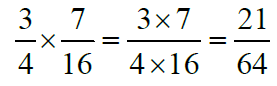 3/4 × 7/16 = 3×7/4×16 = 21/64